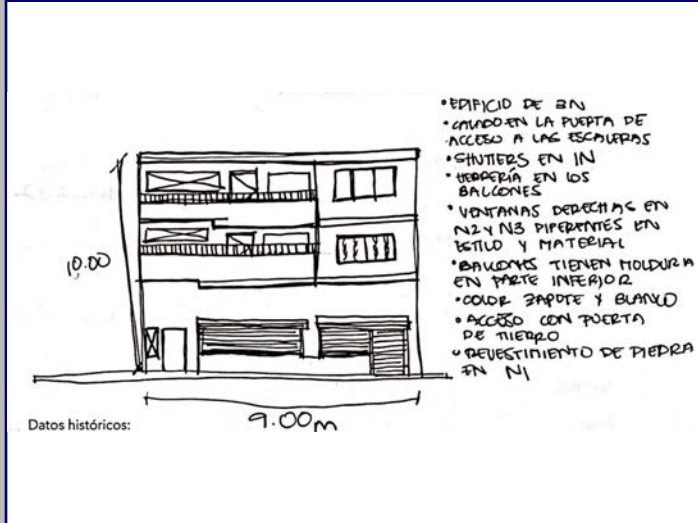 • EDIFICIO DE 3N
• CALADO EN LA PUERTA DE
ACCESO A LAS ESCALERAS
• SHUTTERS EN 1N
• HERRERÍA EN LOS
BALCONES
• VENTANAS DERECHAS EN
N2 Y N3 DIFERENTES EN
ESTILO Y MATERIAL
• BALCONES TIENEN MOLDURA
EN PARTE INFERIOR
• COLOR ZAPOTE Y BLANCO
• ACCESO CON PUERTA
DE HIERRO
• REVESTIMIENTO DE PIEDRA
EN N1
10.00
9.00m
Datos históricos: